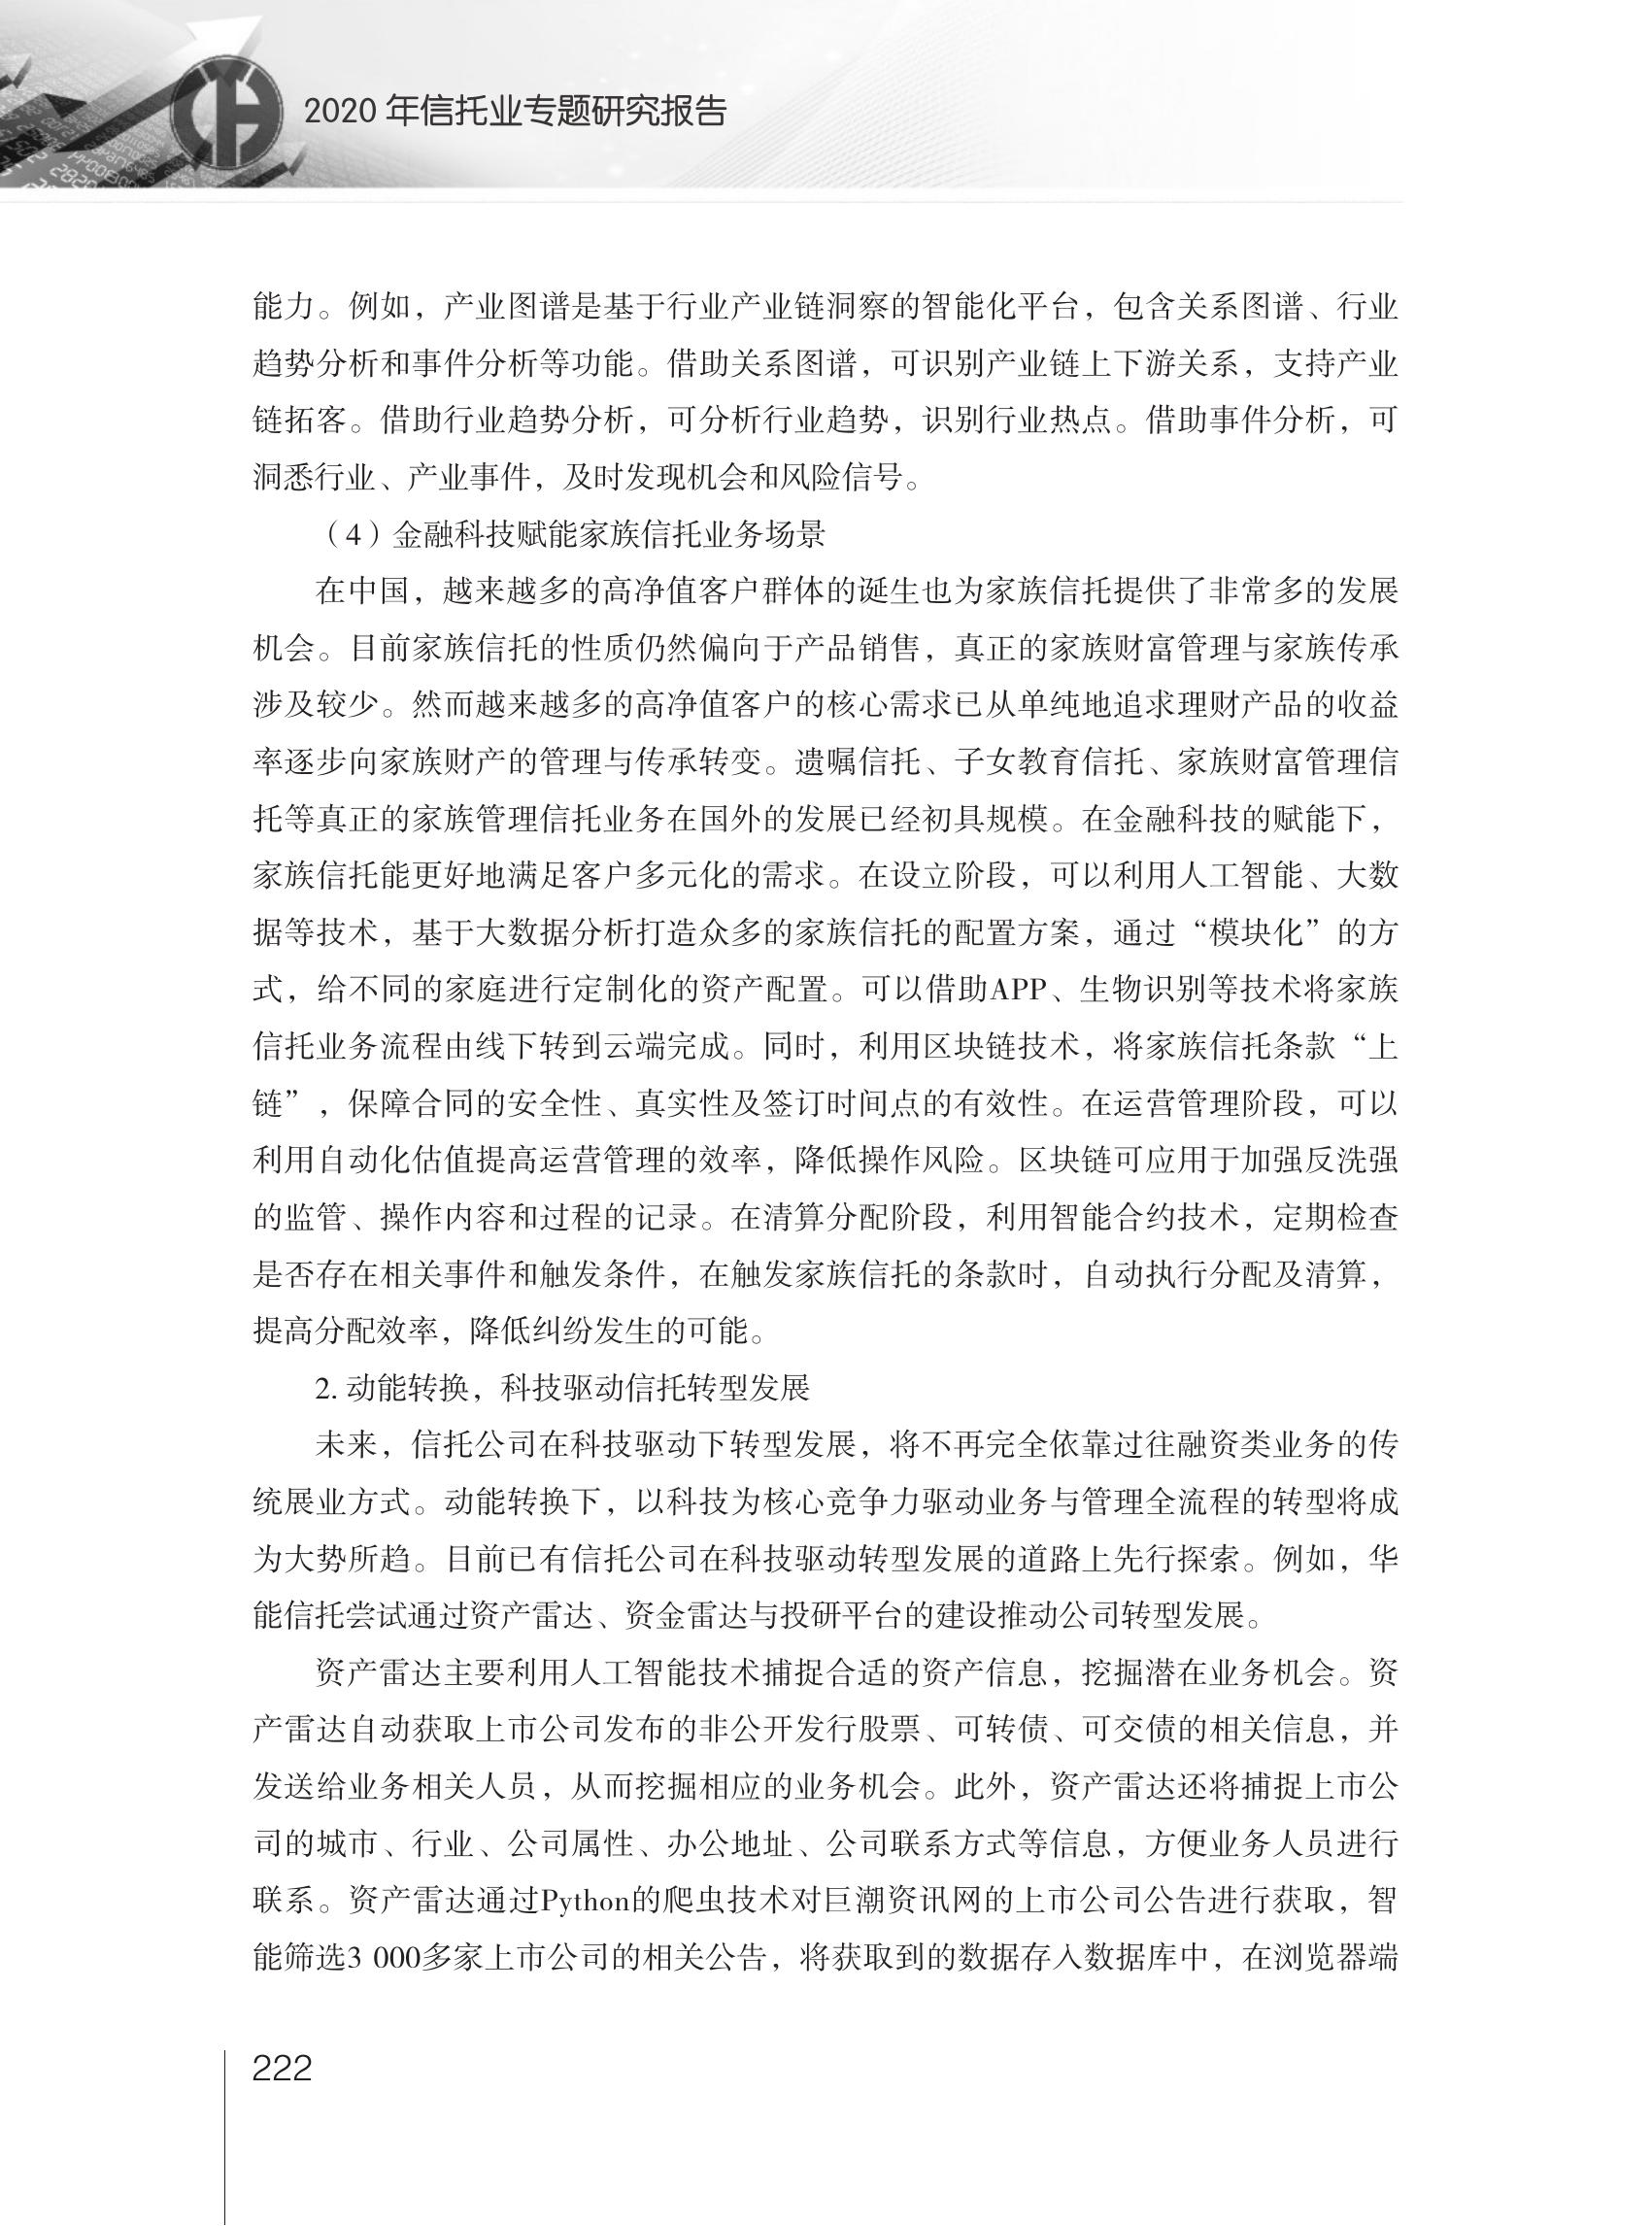 2020 年信托业专题研究报告
能力。例如，产业图谱是基于行业产业链洞察的智能化平台，包含关系图谱、行业
趋势分析和事件分析等功能。借助关系图谱，可识别产业链上下游关系，支持产业
链拓客。借助行业趋势分析，可分析行业趋势，识别行业热点。借助事件分析，可
洞悉行业、产业事件，及时发现机会和风险信号。
（4）金融科技赋能家族信托业务场景
在中国，越来越多的高净值客户群体的诞生也为家族信托提供了非常多的发展
机会。目前家族信托的性质仍然偏向于产品销售，真正的家族财富管理与家族传承
涉及较少。然而越来越多的高净值客户的核心需求已从单纯地追求理财产品的收益
率逐步向家族财产的管理与传承转变。遗嘱信托、子女教育信托、家族财富管理信
托等真正的家族管理信托业务在国外的发展已经初具规模。在金融科技的赋能下，
家族信托能更好地满足客户多元化的需求。在设立阶段，可以利用人工智能、大数
据等技术，基于大数据分析打造众多的家族信托的配置方案，通过“模块化”的方
式，给不同的家庭进行定制化的资产配置。可以借助APP、生物识别等技术将家族
信托业务流程由线下转到云端完成。同时，利用区块链技术，将家族信托条款“上
链”，保障合同的安全性、真实性及签订时间点的有效性。在运营管理阶段，可以
利用自动化估值提高运营管理的效率，降低操作风险。区块链可应用于加强反洗强
的监管、操作内容和过程的记录。在清算分配阶段，利用智能合约技术，定期检查
是否存在相关事件和触发条件，在触发家族信托的条款时，自动执行分配及清算，
提高分配效率，降低纠纷发生的可能。
2. 动能转换，科技驱动信托转型发展
未来，信托公司在科技驱动下转型发展，将不再完全依靠过往融资类业务的传
统展业方式。动能转换下，以科技为核心竞争力驱动业务与管理全流程的转型将成
为大势所趋。目前已有信托公司在科技驱动转型发展的道路上先行探索。例如，华
能信托尝试通过资产雷达、资金雷达与投研平台的建设推动公司转型发展。
资产雷达主要利用人工智能技术捕捉合适的资产信息，挖掘潜在业务机会。资
产雷达自动获取上市公司发布的非公开发行股票、可转债、可交债的相关信息，并
发送给业务相关人员，从而挖掘相应的业务机会。此外，资产雷达还将捕捉上市公
司的城市、行业、公司属性、办公地址、公司联系方式等信息，方便业务人员进行
联系。资产雷达通过Python的爬虫技术对巨潮资讯网的上市公司公告进行获取，智
能筛选3 000多家上市公司的相关公告，将获取到的数据存入数据库中，在浏览器端
222